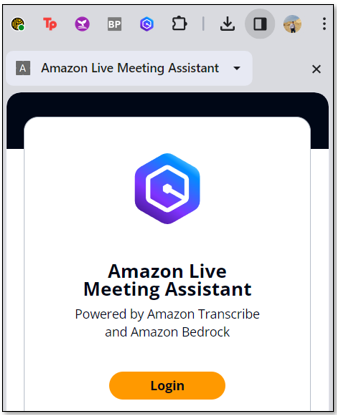 Tp
BP
A Amazon Live Meeting Assistant
Amazon Live
Meeting Assistant
Powered by Amazon Transcribe
and Amazon Bedrock
Login